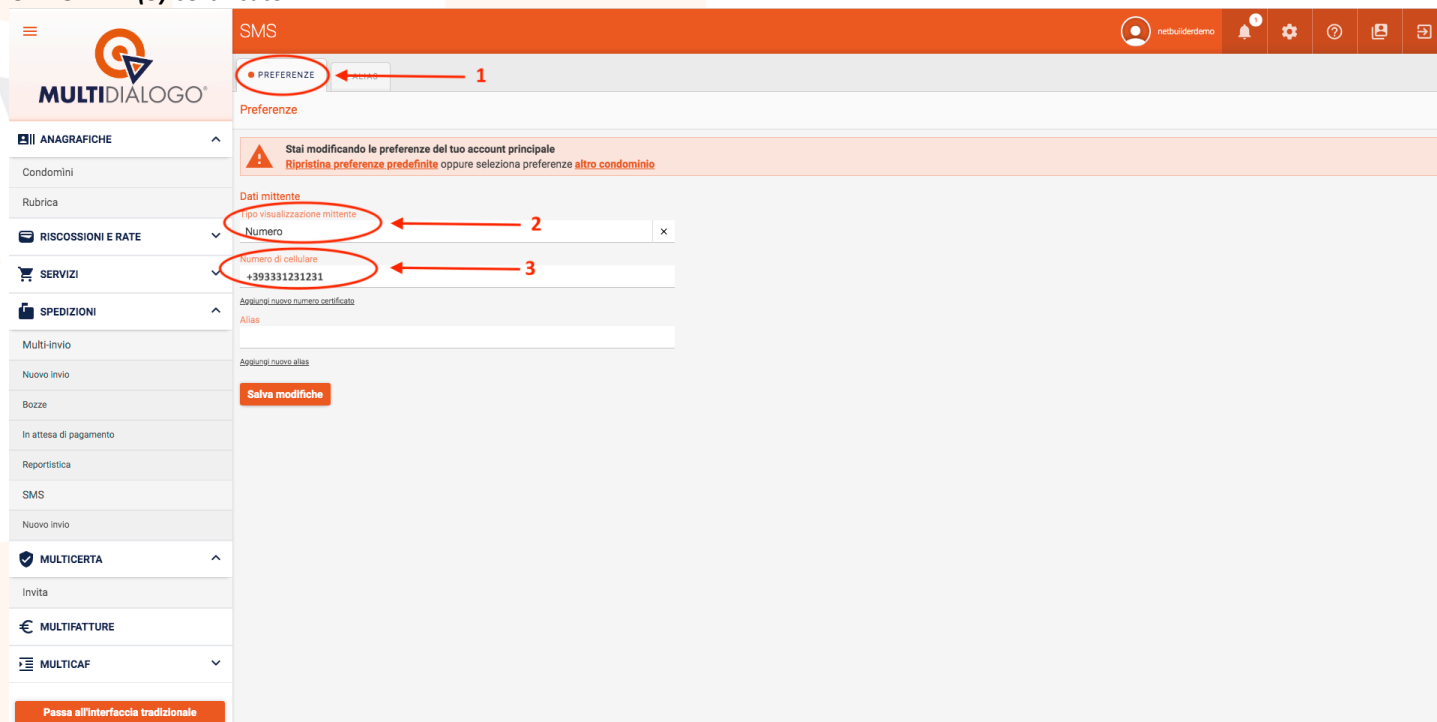 SMS
netbuilderdemo
1
MULTIDIALOGO®
PREFERENZE
ALIAS
1
Preferenze
ANAGRAFICHE
Stai modificando le preferenze del tuo account principale
Ripristina preferenze predefinite oppure seleziona preferenze altro condominio
Condomìni
Rubrica
Dati mittente
Tipo visualizzazione mittente
Numero
×
2
RISCOSSIONI E RATE
Numero di cellulare
+393331231231
3
SERVIZI
Aggiungi nuovo numero certificato
SPEDIZIONI
Alias
Multi-invio
Aggiungi nuovo alias
Nuovo invio
Salva modifiche
Bozze
In attesa di pagamento
Reportistica
SMS
Nuovo invio
MULTICERTA
Invita
€ MULTIFATTURE
MULTICAF
Passa all'interfaccia tradizionale